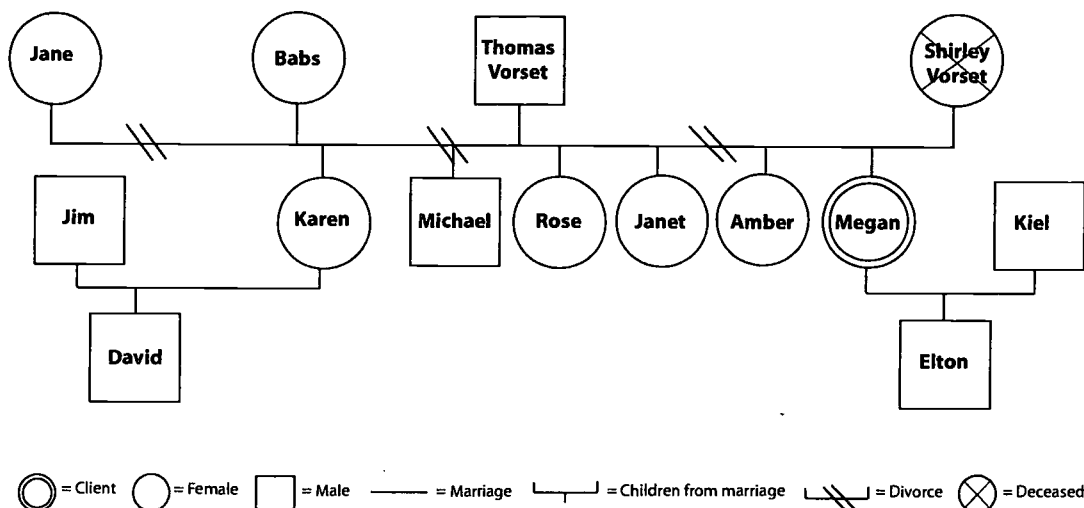 Jane
Babs
Thomas
Vorset
Shirley
Vorset
Jim
Karen
Michael
Rose
Janet
Amber
Megan
Kiel
David
Elton
= Client
= Female
= Male
= Marriage
= Children from marriage
= Divorce
= Deceased